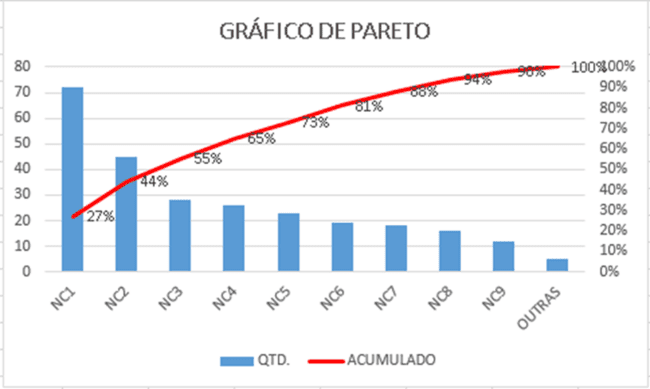 GRÁFICO DE PARETO
80
70
60
50
40
30
20
10
0
100%
90%
80%
70%
60%
50%
40%
30%
20%
10%
0%
27%
44%
55%
65%
73%
81%
88%
94%
98%
100%
NC1
NC2
NC3
NC4
NC5
NC6
NC7
NC8
NC9
OUTRAS
QTD.
ACUMULADO